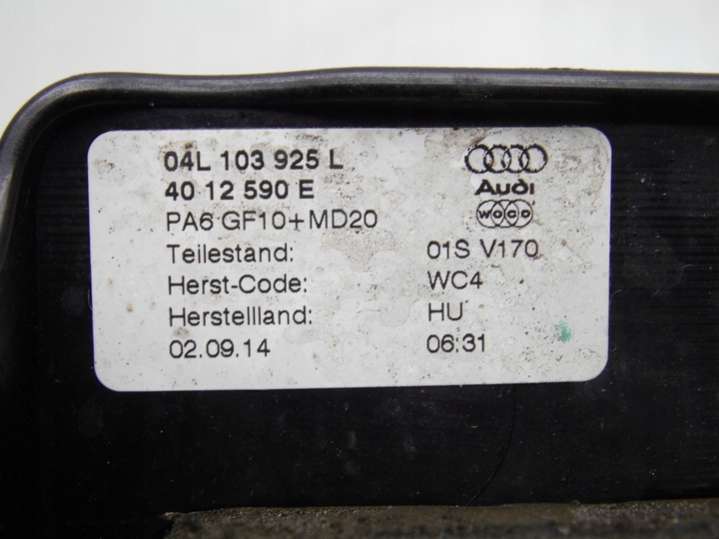 04L 103 925 L
40 12 590 E
Audi
PA6 GF10+MD20
woco
Teilestand: 01S V170
Herst-Code: WC4
Herstellland: HU
02.09.14 06:31